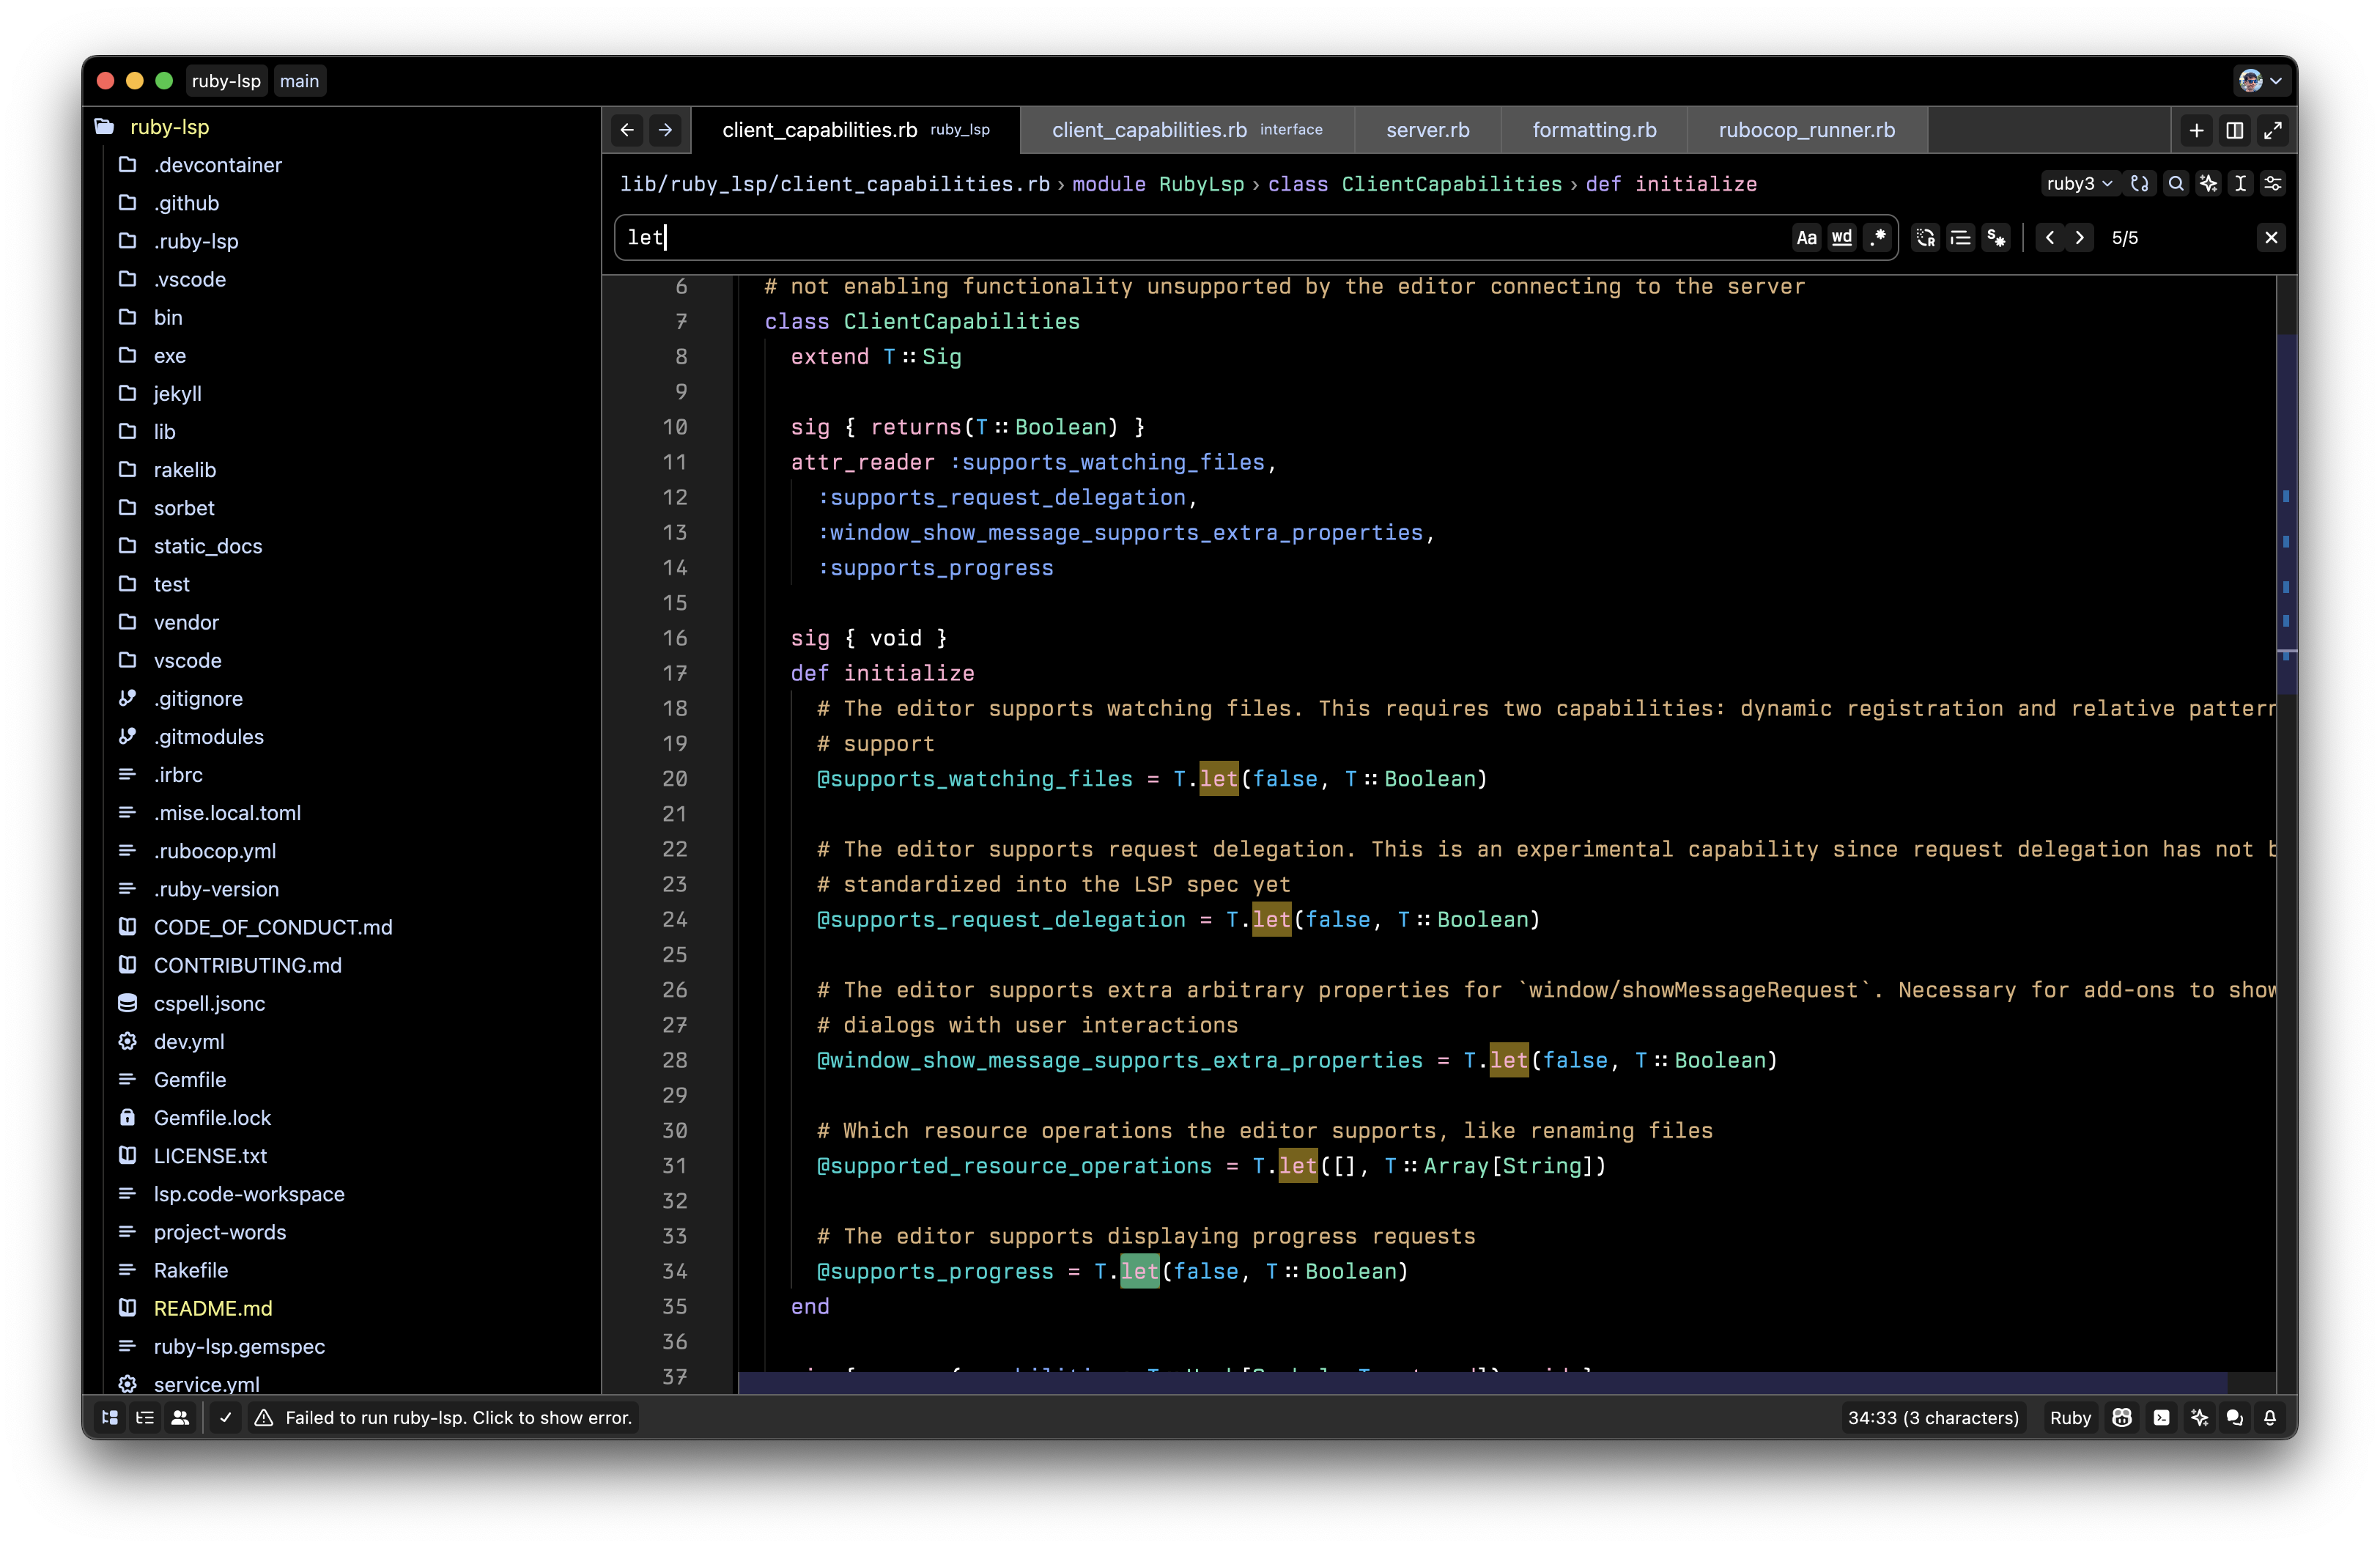 ruby-lsp main
ruby-lsp
.devcontainer
.github
.ruby-lsp
.vscode
bin
exe
jekyll
lib
rakelib
sorbet
static_docs
test
vendor
vscode
.gitignore
.gitmodules
.irbrc
.mise.local.toml
.rubocop.yml
.ruby-version
CODE_OF_CONDUCT.md
CONTRIBUTING.md
cspell.jsonc
dev.yml
Gemfile
Gemfile.lock
LICENSE.txt
lsp.code-workspace
project-words
Rakefile
README.md
ruby-lsp.gemspec
service.yml
client_capabilities.rb ruby_lsp client_capabilities.rb interface server.rb formatting.rb rubocop_runner.rb
lib/ruby_lsp/client_capabilities.rb › module RubyLsp › class ClientCapabilities › def initialize ruby3
let Aa wd .* 5/5
6 # not enabling functionality unsupported by the editor connecting to the server
7 class ClientCapabilities
8 extend T::Sig
9
10 sig { returns(T::Boolean) }
11 attr_reader :supports_watching_files,
12 :supports_request_delegation,
13 :window_show_message_supports_extra_properties,
14 :supports_progress
15
16 sig { void }
17 def initialize
18 # The editor supports watching files. This requires two capabilities: dynamic registration and relative pattern
19 # support
20 @supports_watching_files = T.let(false, T::Boolean)
21
22 # The editor supports request delegation. This is an experimental capability since request delegation has not b
23 # standardized into the LSP spec yet
24 @supports_request_delegation = T.let(false, T::Boolean)
25
26 # The editor supports extra arbitrary properties for `window/showMessageRequest`. Necessary for add-ons to show
27 # dialogs with user interactions
28 @window_show_message_supports_extra_properties = T.let(false, T::Boolean)
29
30 # Which resource operations the editor supports, like renaming files
31 @supported_resource_operations = T.let([], T::Array[String])
32
33 # The editor supports displaying progress requests
34 @supports_progress = T.let(false, T::Boolean)
35 end
36
37
Failed to run ruby-lsp. Click to show error. 34:33 (3 characters) Ruby